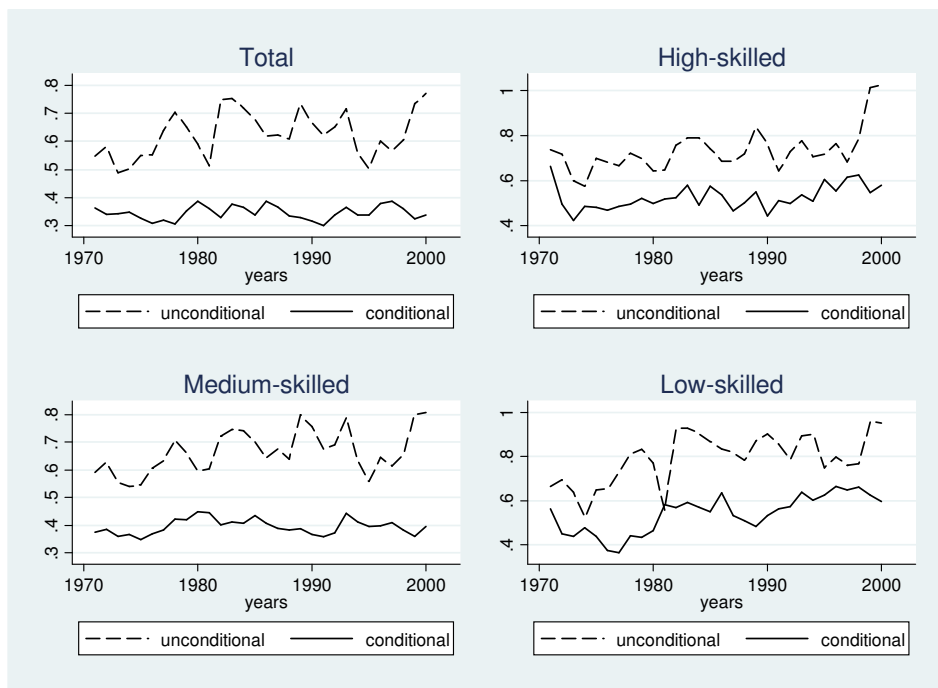 Total
.8
.7
.6
.5
.4
.3
1970 1980 1990 2000
years
unconditional conditional
High-skilled
1
.8
.6
.4
1970 1980 1990 2000
years
unconditional conditional
Medium-skilled
.8
.7
.6
.5
.4
.3
1970 1980 1990 2000
years
unconditional conditional
Low-skilled
1
.8
.6
.4
1970 1980 1990 2000
years
unconditional conditional